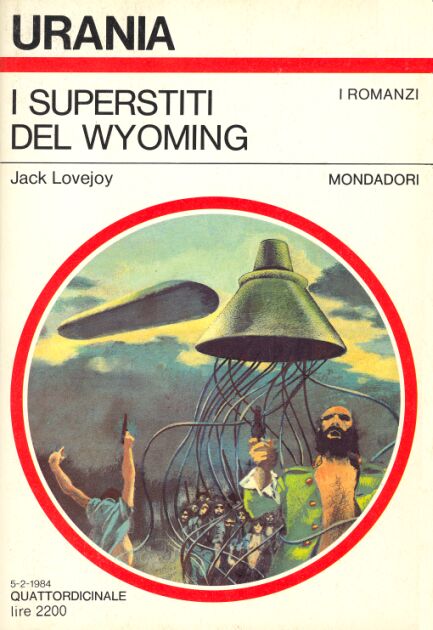 URANIA
I SUPERSTITI
DEL WYOMING
I ROMANZI
Jack Lovejoy
MONDADORI
5-2-1984
QUATTORDICINALE
lire 2200